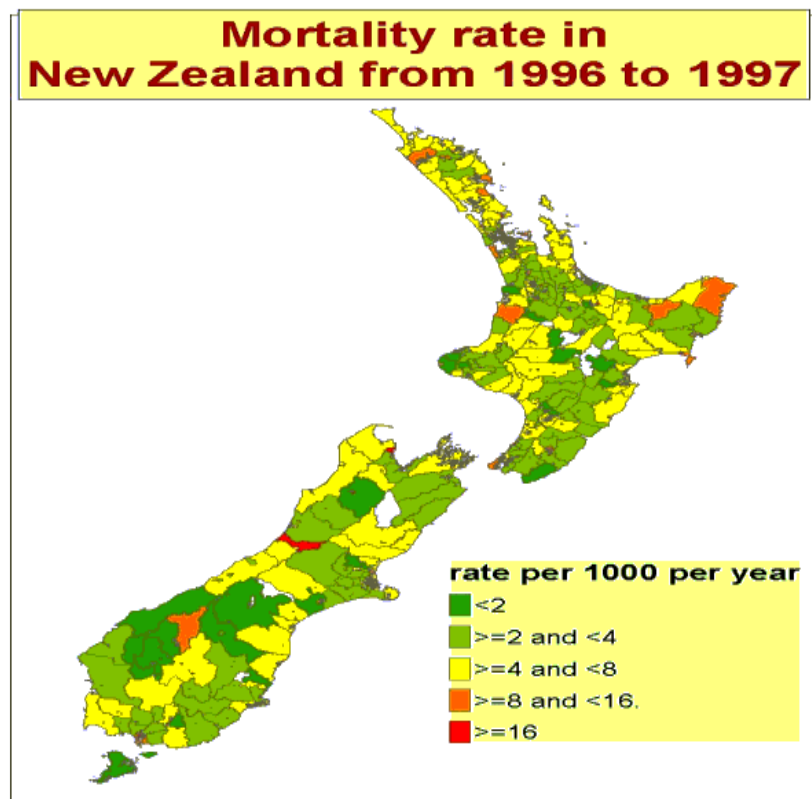 Mortality rate in
New Zealand from 1996 to 1997
rate per 1000 per year
<2
>=2 and <4
>=4 and <8
>=8 and <16.
>=16